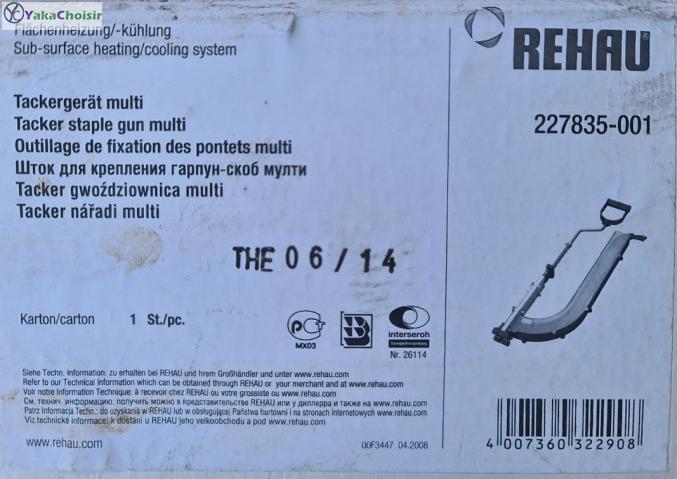 YakaChoisir
Flächenheizung/-kühlung
Sub-surface heating/cooling system
REHAU
227835-001
Tackergerät multi
Tacker staple gun multi
Outillage de fixation des pontets multi
Шток для крепления гарпун-скоб мулти
Tacker gwoździownica multi
Tacker nářadi multi
THE 06/14
Karton/carton 1 St./pc.
PC
MX03
interseroh
Nr. 26114
Siehe Techn. Information: zu erhalten bei REHAU und Ihrem Großhändler und unter www.rehau.com
Refer to our Technical Information which can be obtained through REHAU or your merchant and at www.rehau.com
Voir notre Information Technique: à recevoir chez REHAU ou votre grossiste ou www.rehau.com
См. технич. информацию: получить можно в представительстве REHAU или у диллера и также на www.rehau.com
Patrz Informacja Techn.: do uzyskania w REHAU lub w obsługującej Państwa hurtowni i na stronach internetowych www.rehau.com
Viz.technické informace: k dostání u REHAU jeho velkoobchodu a pod www.rehau.com
www.rehau.com
00F3447 04.2008
4 007360 322908